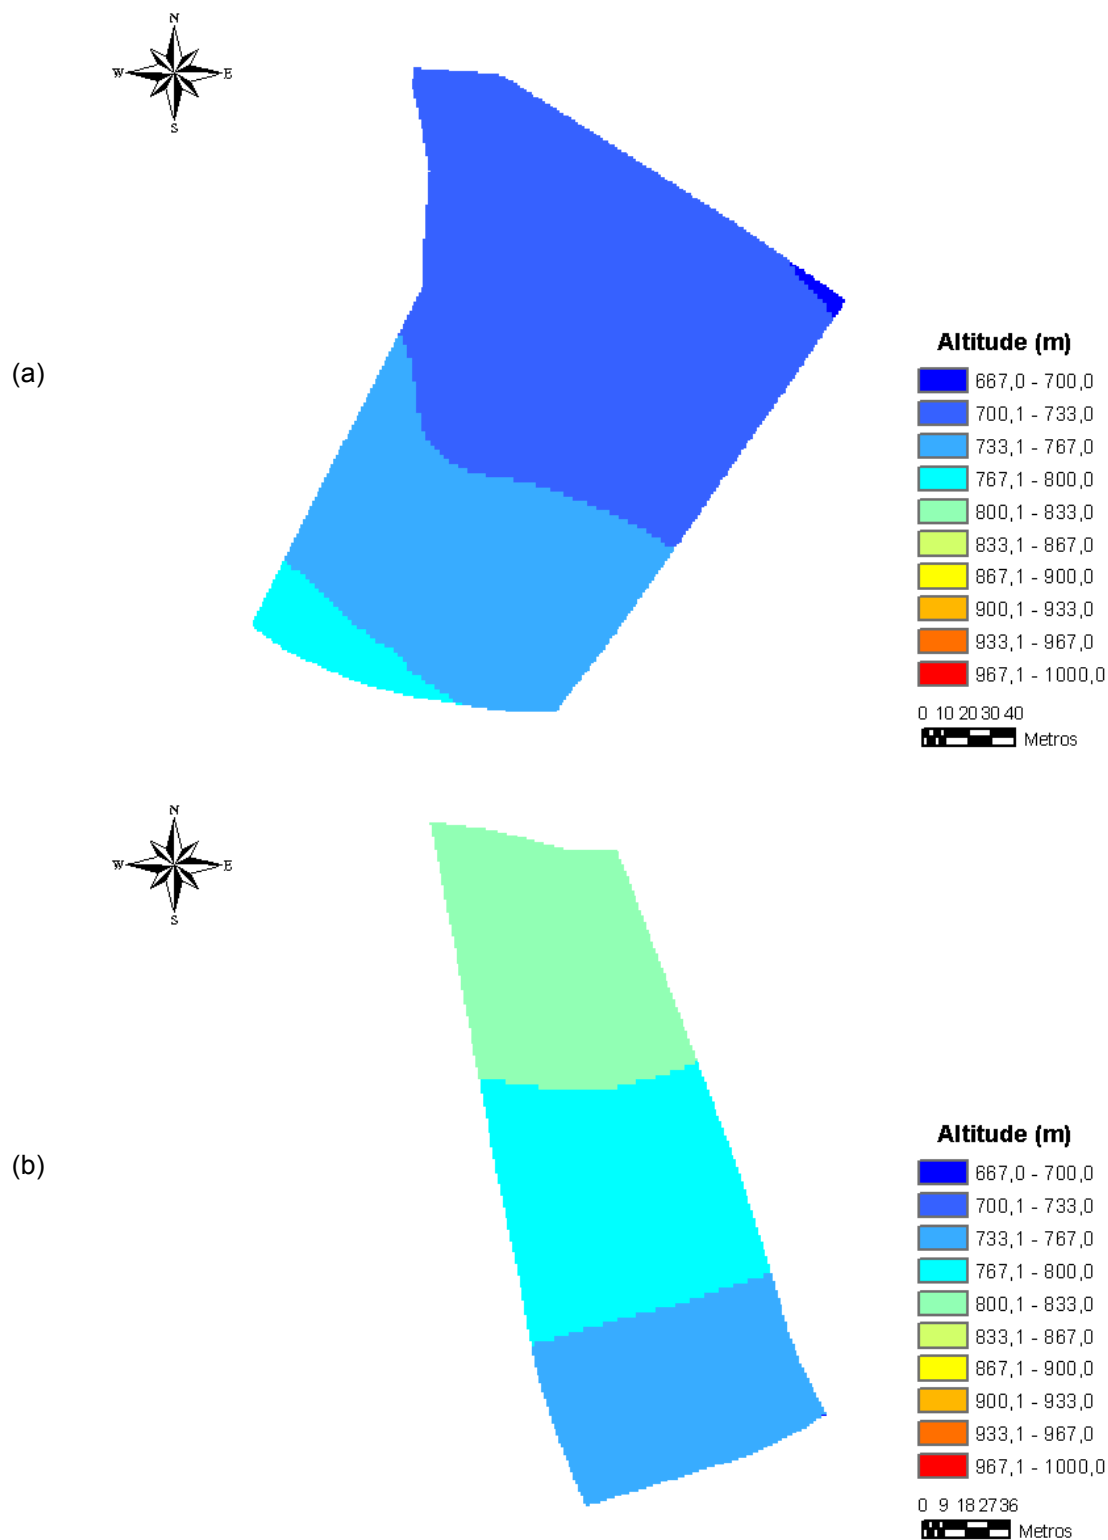 N
W E
S
(a)
Altitude (m)
667,0 - 700,0
700,1 - 733,0
733,1 - 767,0
767,1 - 800,0
800,1 - 833,0
833,1 - 867,0
867,1 - 900,0
900,1 - 933,0
933,1 - 967,0
967,1 - 1000,0
0 10 20 30 40
Metros
N
W E
S
(b)
Altitude (m)
667,0 - 700,0
700,1 - 733,0
733,1 - 767,0
767,1 - 800,0
800,1 - 833,0
833,1 - 867,0
867,1 - 900,0
900,1 - 933,0
933,1 - 967,0
967,1 - 1000,0
0 9 18 27 36
Metros